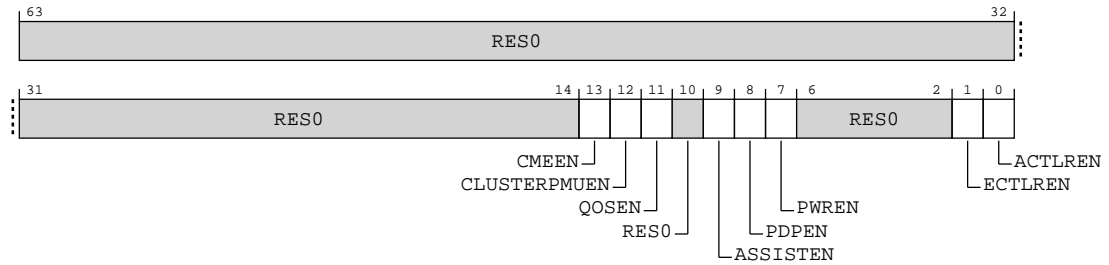 63 32
RES0
31 14 13 12 11 10 9 8 7 6 2 1 0
RES0 RES0
CMEEN ACTLREN
CLUSTERPMUEN ECTLREN
QOSEN PWREN
RES0 PDPEN
ASSISTEN